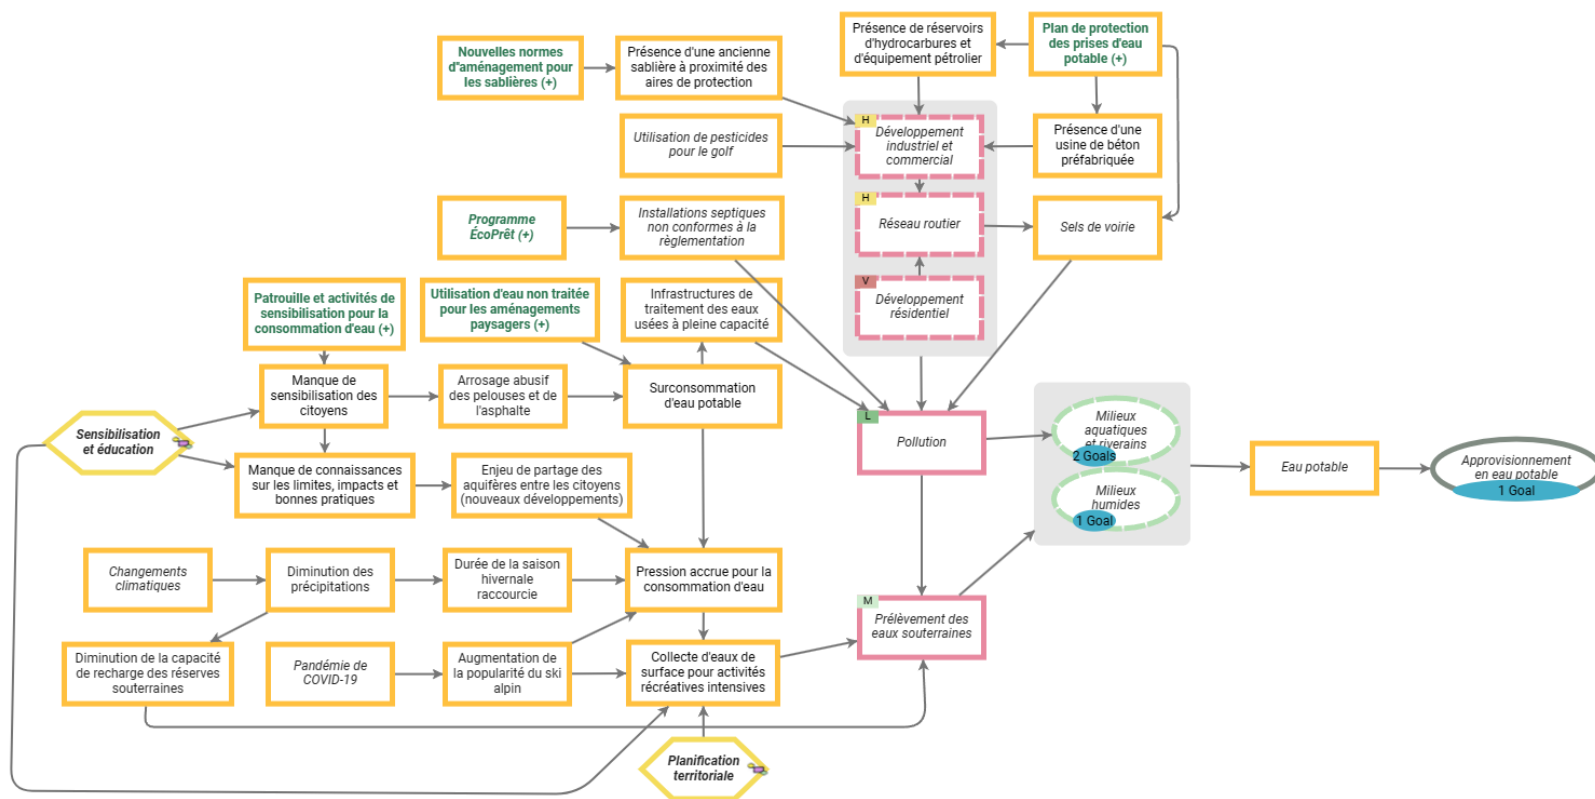 Nouvelles normes
d"aménagement pour
les sablières (+)
Présence d'une ancienne
sablière à proximité des
aires de protection
Présence de réservoirs
d'hydrocarbures et
d'équipement pétrolier
Plan de protection
des prises d'eau
potable (+)
Utilisation de pesticides
pour le golf
H
Développement
industriel et
commercial
Présence d'une
usine de béton
préfabriquée
Programme
ÉcoPrêt (+)
Installations septiques
non conformes à la
règlementation
H
Réseau routier
Sels de voirie
Patrouille et activités de
sensibilisation pour la
consommation d'eau (+)
Utilisation d'eau non traitée
pour les aménagements
paysagers (+)
Infrastructures de
traitement des eaux
usées à pleine capacité
V
Développement
résidentiel
Manque de
sensibilisation des
citoyens
Arrosage abusif
des pelouses et de
l'asphalte
Surconsommation
d'eau potable
Sensibilisation
et éducation
L
Pollution
Milieux
aquatiques
et riverains
2 Goals
Milieux
humides
1 Goal
Eau potable
Approvisionnement
en eau potable
1 Goal
Manque de connaissances
sur les limites, impacts et
bonnes pratiques
Enjeu de partage des
aquifères entre les citoyens
(nouveaux développements)
Changements
climatiques
Diminution des
précipitations
Durée de la saison
hivernale
raccourcie
Pression accrue pour la
consommation d'eau
M
Prélèvement des
eaux souterraines
Diminution de la capacité
de recharge des réserves
souterraines
Pandémie de
COVID-19
Augmentation de
la popularité du ski
alpin
Collecte d'eaux de
surface pour activités
récréatives intensives
Planification
territoriale